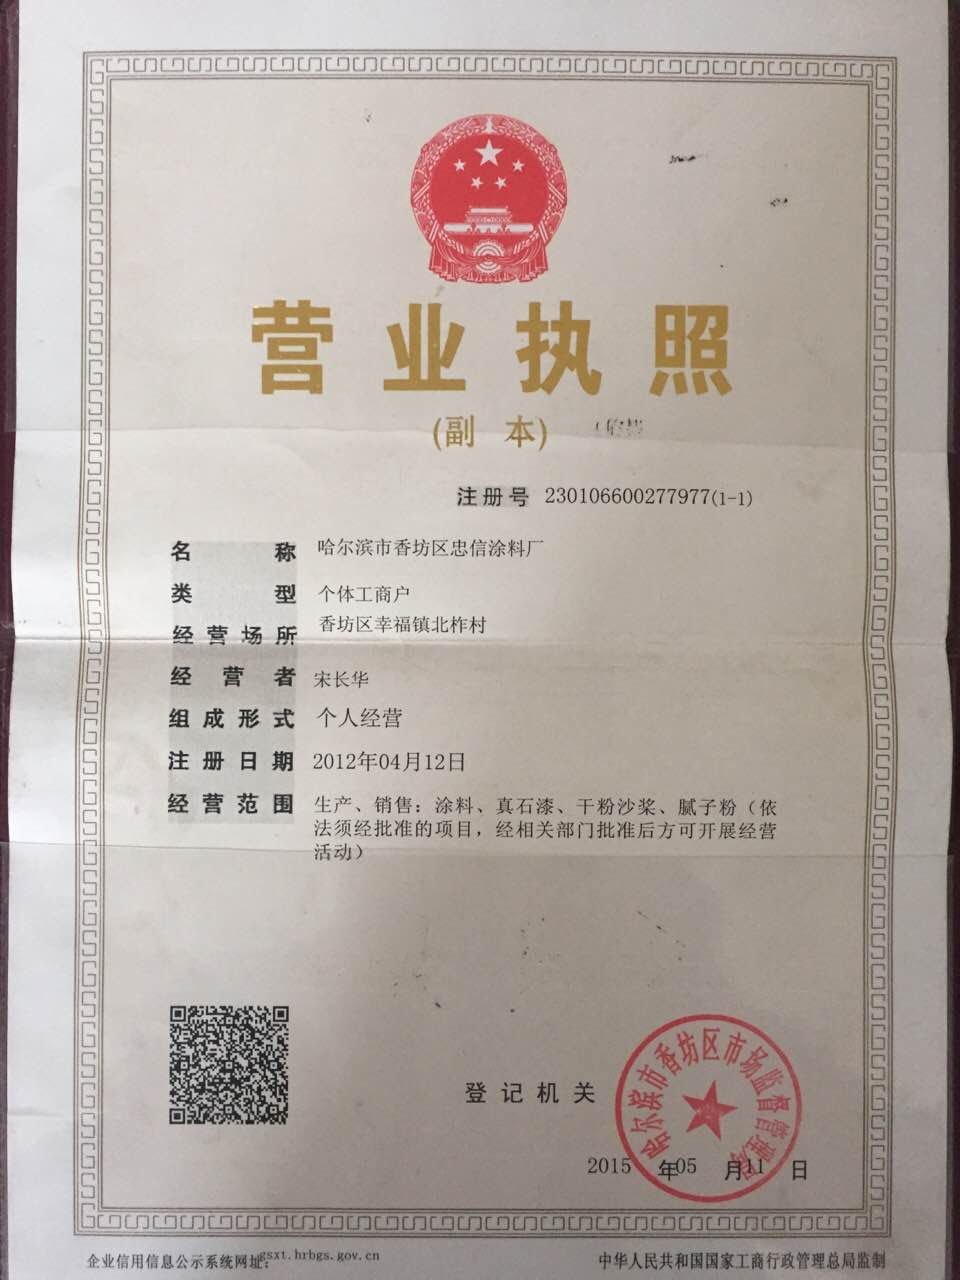 营业执照
(副 本)
注册号 230106600277977(1-1)
名称 哈尔滨市香坊区忠信涂料厂
类型 个体工商户
经营场所 香坊区幸福镇北柞村
经营者 宋长华
组成形式 个人经营
注册日期 2012年04月12日
经营范围 生产、销售：涂料、真石漆、干粉沙浆、腻子粉（依
法须经批准的项目，经相关部门批准后方可开展经营
活动）
哈尔滨市香坊区市场监督管理局
登记机关
2015 年05 月11 日
企业信用信息公示系统网址：gsxt.hrbgs.gov.cn
中华人民共和国国家工商行政管理总局监制